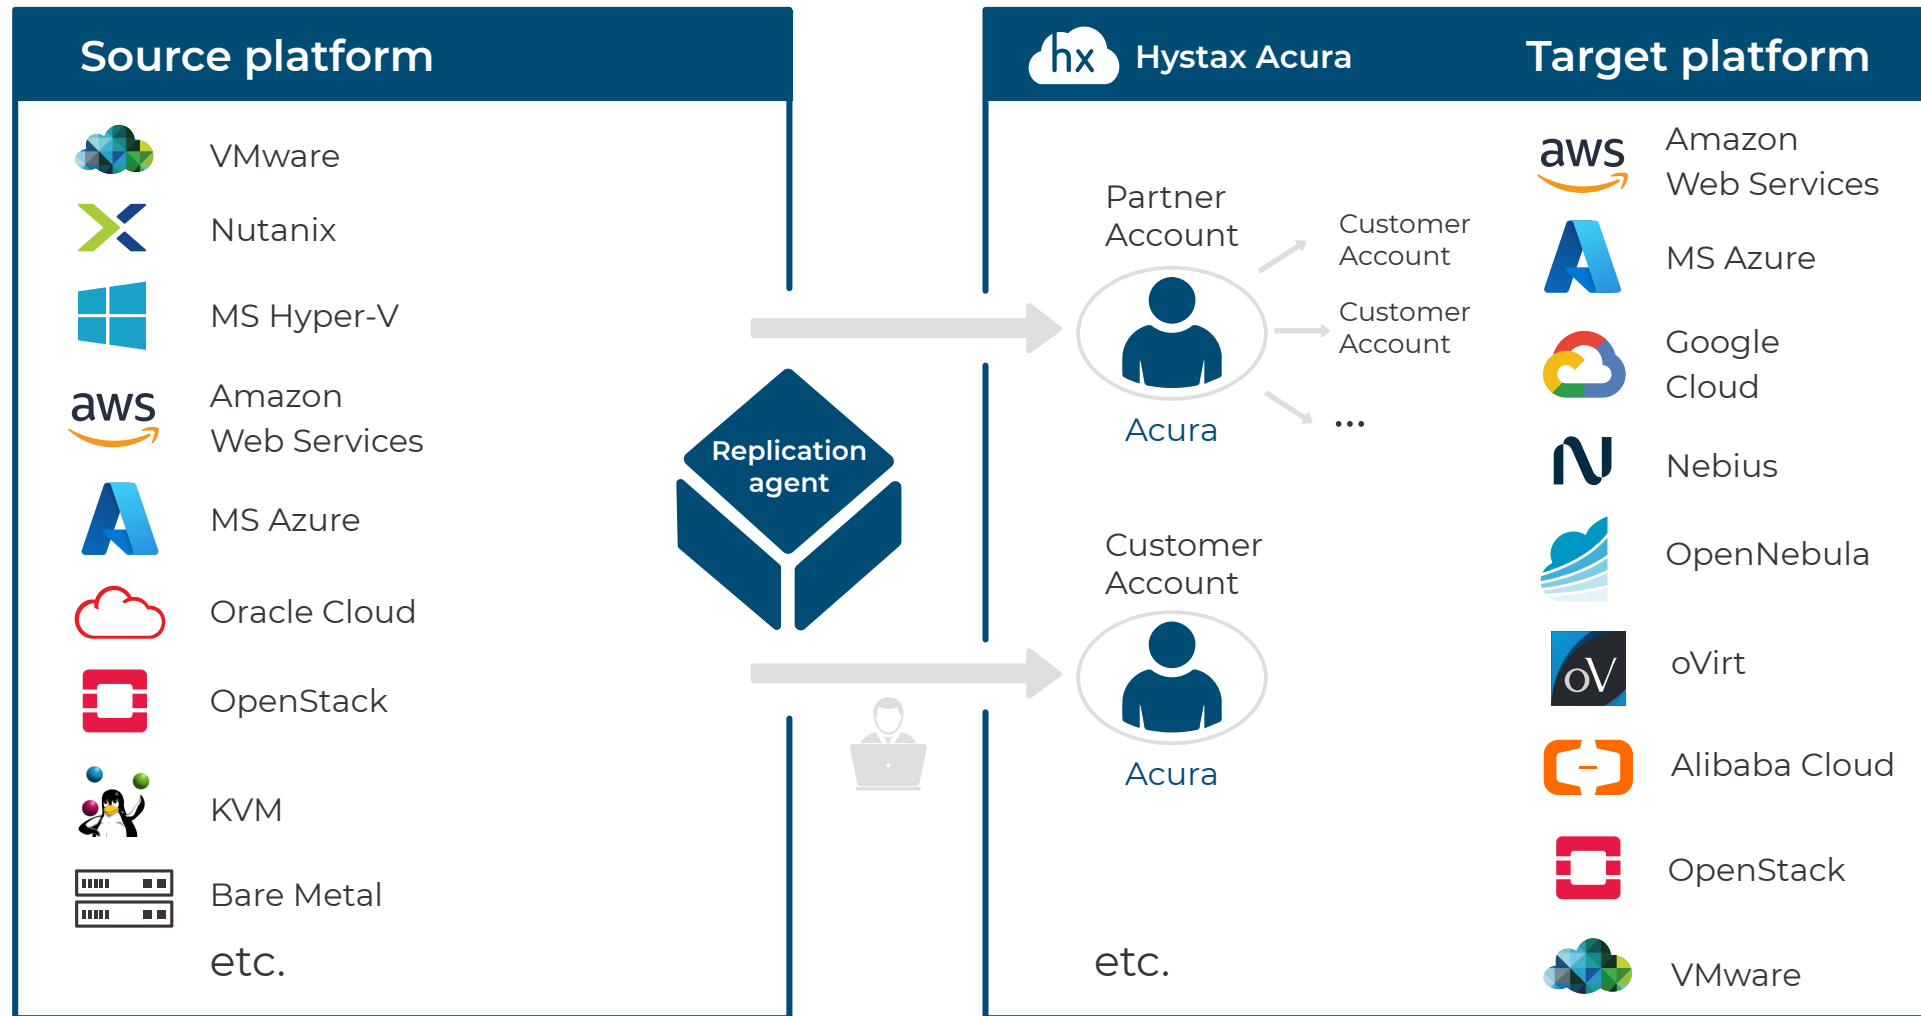 Source platform
VMware
Nutanix
MS Hyper-V
aws
Amazon
Web Services
MS Azure
Oracle Cloud
OpenStack
KVM
Bare Metal
etc.
Replication
agent
hx Hystax Acura
Target platform
Partner
Account
Customer
Account
Customer
Account
...
Acura
Customer
Account
Acura
etc.
aws
Amazon
Web Services
MS Azure
Google
Cloud
Nebius
OpenNebula
oV
oVirt
Alibaba Cloud
OpenStack
VMware